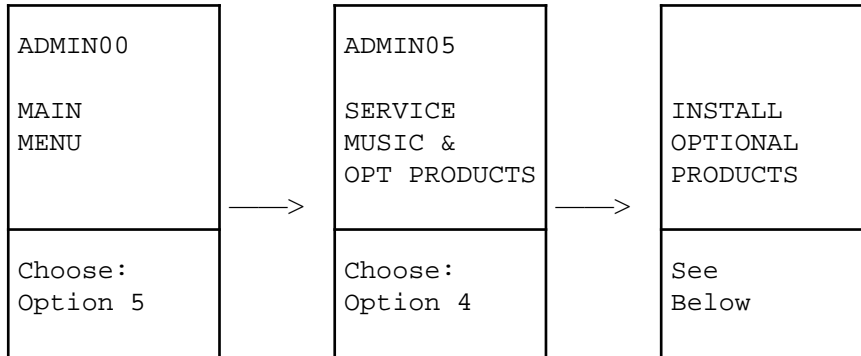 ADMIN00
MAIN
MENU
Choose:
Option 5
——>
ADMIN05
SERVICE
MUSIC &
OPT PRODUCTS
Choose:
Option 4
——>
INSTALL
OPTIONAL
PRODUCTS
See
Below